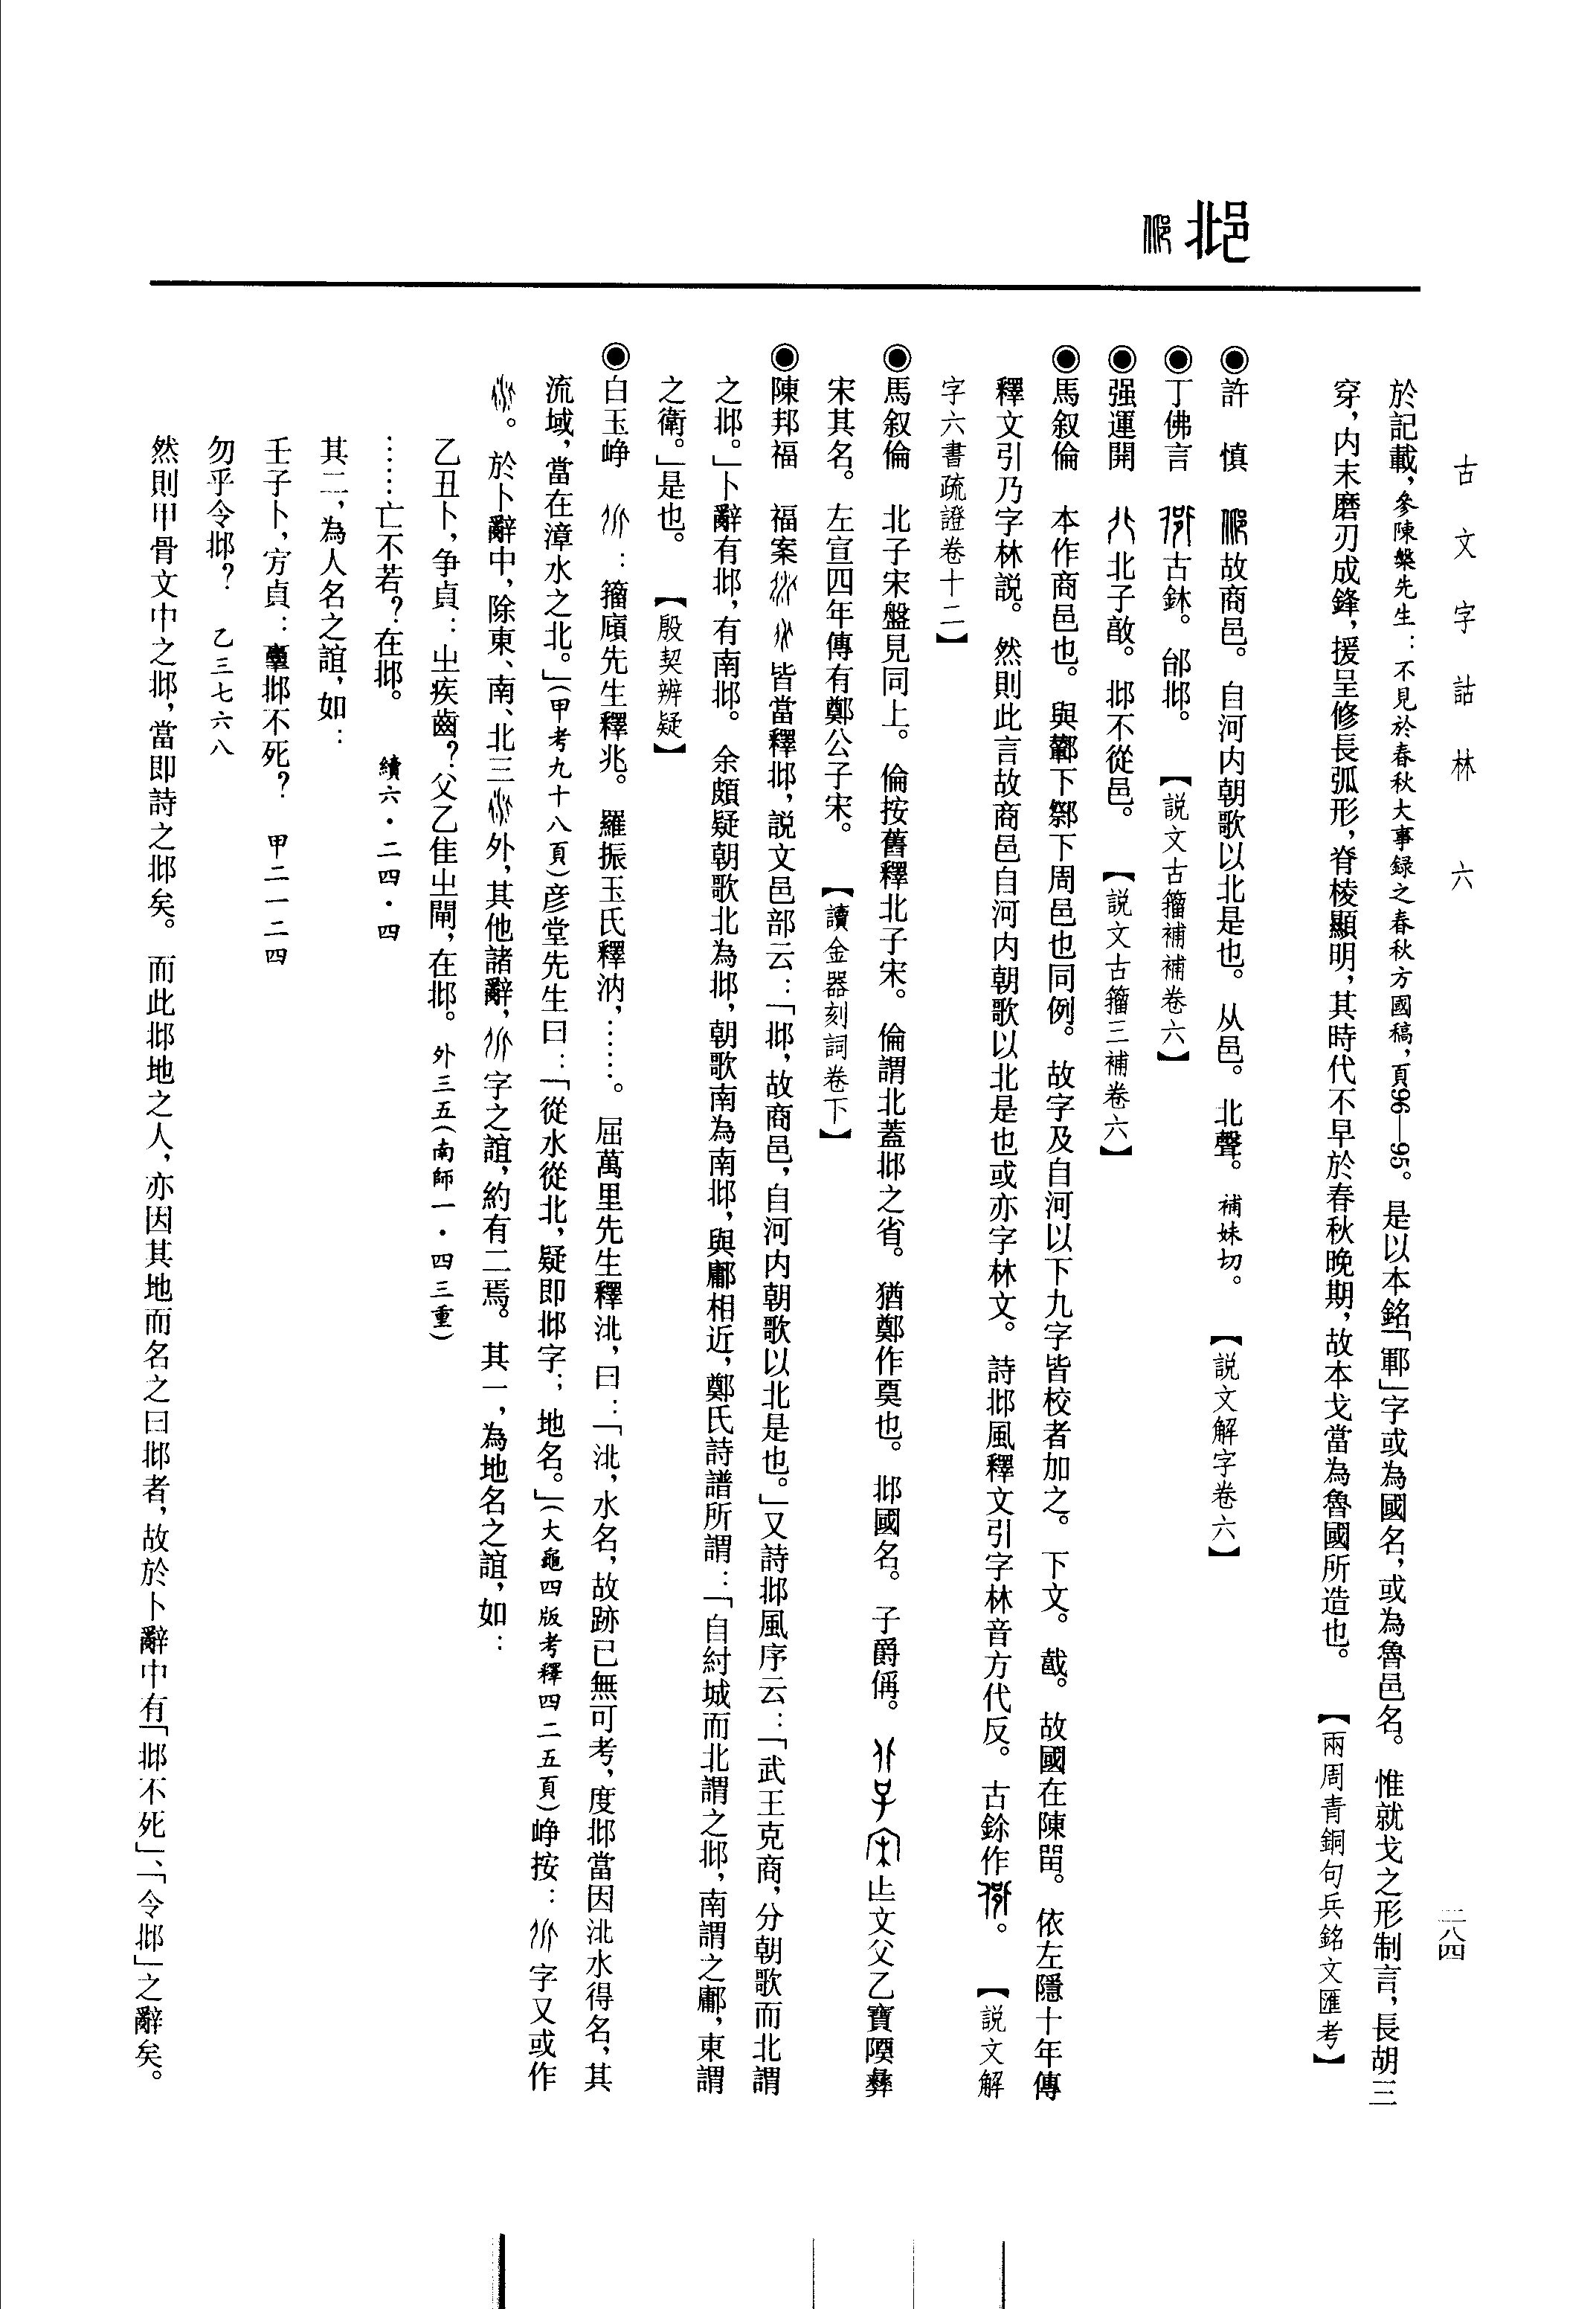 古文字詁林 六
二八四
邶
於記載，參陳槃先生：不見於春秋大事録之春秋方國稿，頁96—95。是以本銘「鄆」字或為國名，或為魯邑名。惟就戈之形制言，長胡三
穿，内末磨刃成鋒，援呈修長弧形，脊棱顯明，其時代不早於春秋晚期，故本戈當為魯國所造也。【兩周青銅句兵銘文匯考】
◉許 慎 故商邑。自河内朝歌以北是也。从邑。北聲。補妹切。【説文解字卷六】
◉丁佛言 古鉢。邰邶。【説文古籀補補卷六】
◉强運開 北子𣪘。邶不從邑。【説文古籀三補卷六】
◉馬叙倫 本作商邑也。與酇下鄈下周邑也同例。故字及自河以下九字皆校者加之。下文。戴。故國在陳留。依左隱十年傳
釋文引乃字林説。然則此言故商邑自河内朝歌以北是也或亦字林文。詩邶風釋文引字林音方代反。古鉨作。【説文解
字六書疏證卷十二】
◉馬叙倫 北子宋盤見同上。倫按舊釋北子宋。倫謂北蓋邶之省。猶鄭作奠也。邶國名。子爵偁。 㞢文父乙寶隩彝
宋其名。左宣四年傳有鄭公子宋。【讀金器刻詞卷下】
◉陳邦福 福案 皆當釋邶，説文邑部云：「邶，故商邑，自河内朝歌以北是也。」又詩邶風序云：「武王克商，分朝歌而北謂
之邶。」卜辭有邶，有南邶。余頗疑朝歌北為邶，朝歌南為南邶，與鄘相近，鄭氏詩譜所謂：「自紂城而北謂之邶，南謂之鄘，東謂
之衛。」是也。【殷契辨疑】
◉白玉崢 ：籀廎先生釋兆。羅振玉氏釋汭，……。屈萬里先生釋沘，曰：「沘，水名，故跡已無可考，度邶當因沘水得名，其
流域，當在漳水之北。」（甲考九十八頁）彦堂先生曰：「從水從北，疑即邶字；地名。」（大龜四版考釋四二五頁）崢按： 字又或作
。於卜辭中，除東、南、北三 外，其他諸辭， 字之誼，約有二焉。其一，為地名之誼，如：
乙丑卜，争貞：㞢疾齒？父乙隹㞢聞，在邶。 外三五（南師一・四三重）
……亡不若？在邶。 續六・二四・四
其二，為人名之誼，如：
壬子卜，方貞： 邶不死？ 甲二一二四
勿乎令邶？ 乙三七六八
然則甲骨文中之邶，當即詩之邶矣。而此邶地之人，亦因其地而名之曰邶者，故於卜辭中有「邶不死」、「令邶」之辭矣。